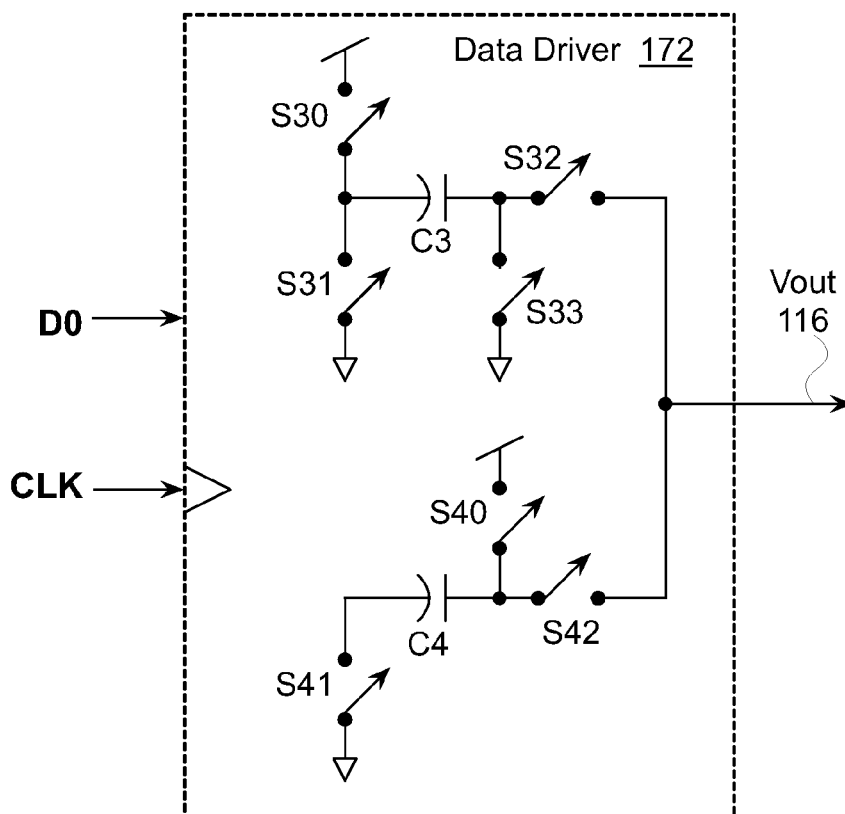 Data Driver 172
S30
S32
C3
S31
S33
Vout
116
D0
CLK
S40
S42
C4
S41